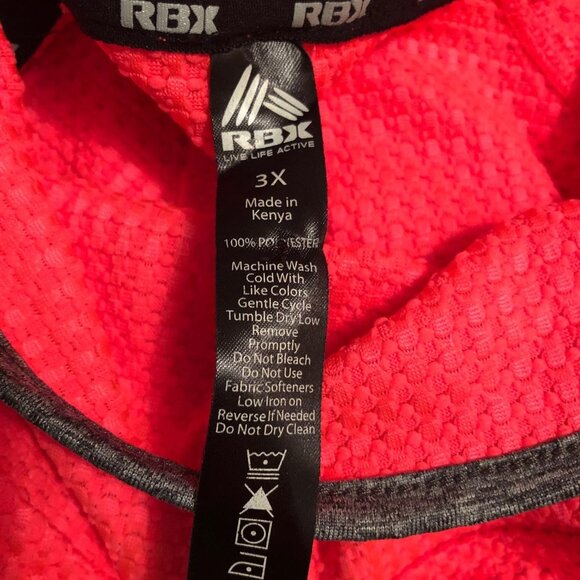 RBX RBX
RBX
LIVE LIFE ACTIVE
3X
Made in
Kenya
100% POLYESTER
Machine Wash
Cold With
Like Colors
Gentle Cycle
Tumble Dry Low
Remove
Promptly
Do Not Bleach
Do Not Use
Fabric Softeners
Low Iron on
Reverse If Needed
Do Not Dry Clean